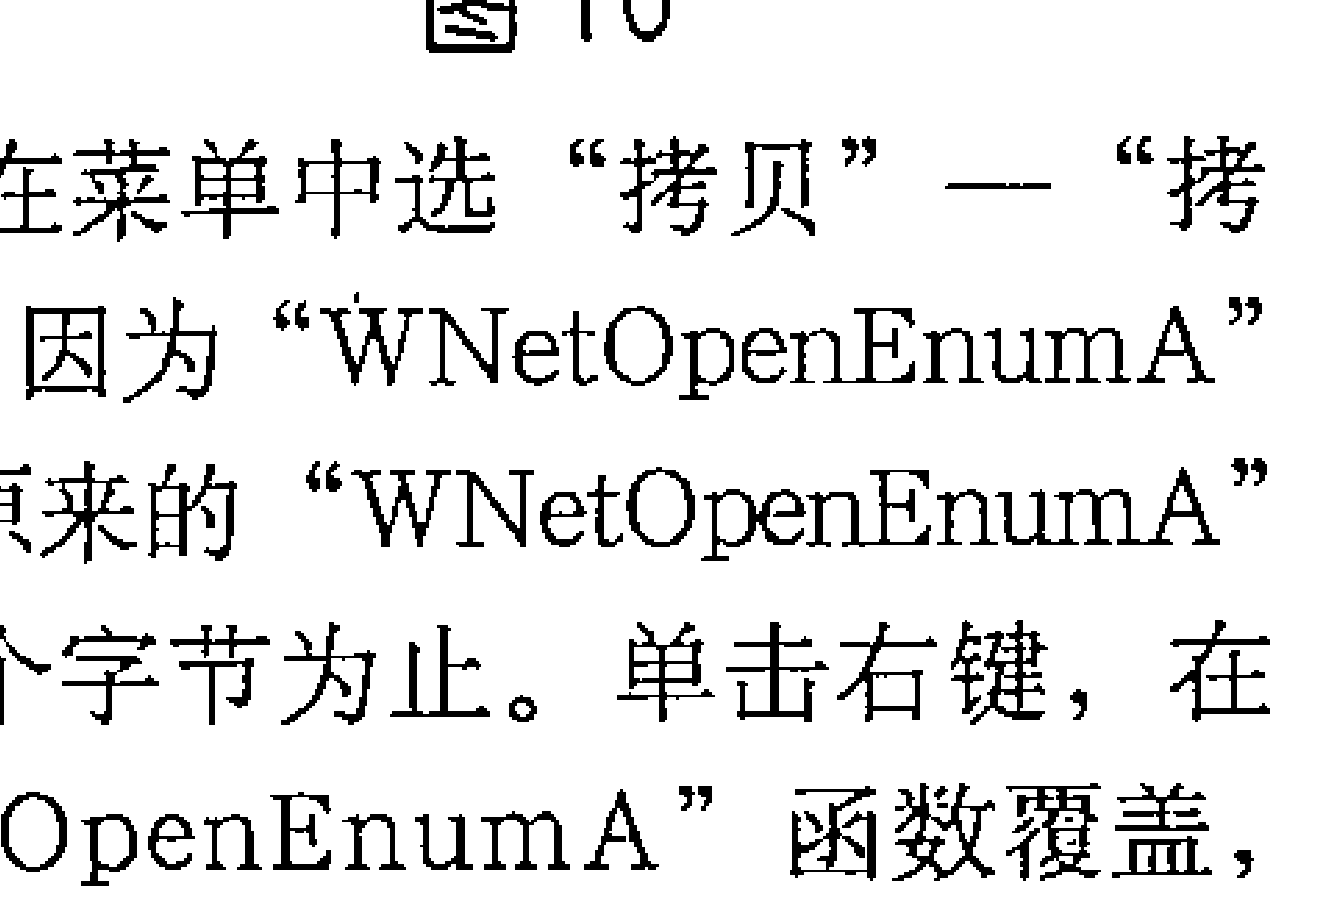 图 10
在菜单中选 “拷贝” — “拷
因为 “WNetOpenEnumA”
原来的 “WNetOpenEnumA”
个字节为止。单击右键，在
OpenEnumA” 函数覆盖，